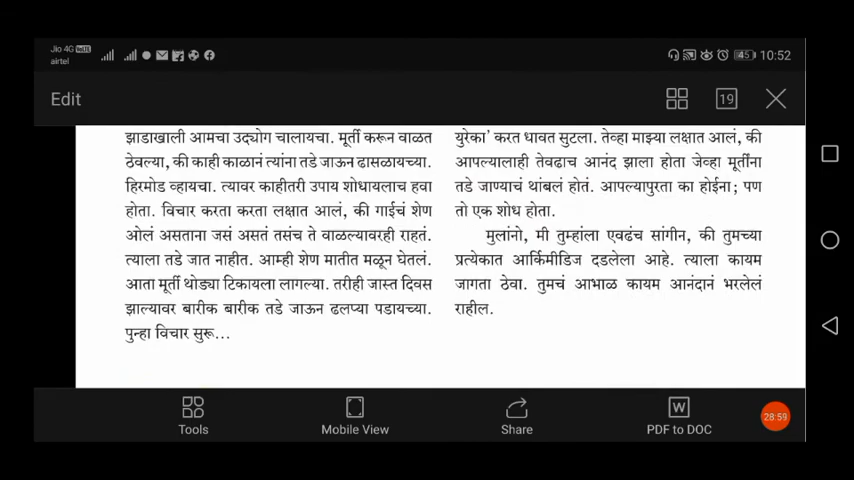 Jio 4G VoLTE
airtel
45
10:52
Edit
19
झाडाखाली आमचा उद्योग चालायचा. मूर्ती करून वाळत
ठेवल्या, की काही काळानं त्यांना तडे जाऊन ढासळायच्या.
हिरमोड व्हायचा. त्यावर काहीतरी उपाय शोधायलाच हवा
होता. विचार करता करता लक्षात आलं, की गाईचं शेण
ओलं असताना जसं असतं तसंच ते वाळल्यावरही राहतं.
त्याला तडे जात नाहीत. आम्ही शेण मातीत मळून घेतलं.
आता मूर्ती थोड्या टिकायला लागल्या. तरीही जास्त दिवस
झाल्यावर बारीक बारीक तडे जाऊन ढलप्या पडायच्या.
पुन्हा विचार सुरू...
युरेका' करत धावत सुटला. तेव्हा माझ्या लक्षात आलं, की
आपल्यालाही तेवढाच आनंद झाला होता जेव्हा मूर्तींना
तडे जाण्याचं थांबलं होतं. आपल्यापुरता का होईना; पण
तो एक शोध होता.
मुलांनो, मी तुम्हांला एवढंच सांगीन, की तुमच्या
प्रत्येकात आर्किमीडिज दडलेला आहे. त्याला कायम
जागता ठेवा. तुमचं आभाळ कायम आनंदानं भरलेलं
राहील.
Tools
Mobile View
Share
W
PDF to DOC
28:59